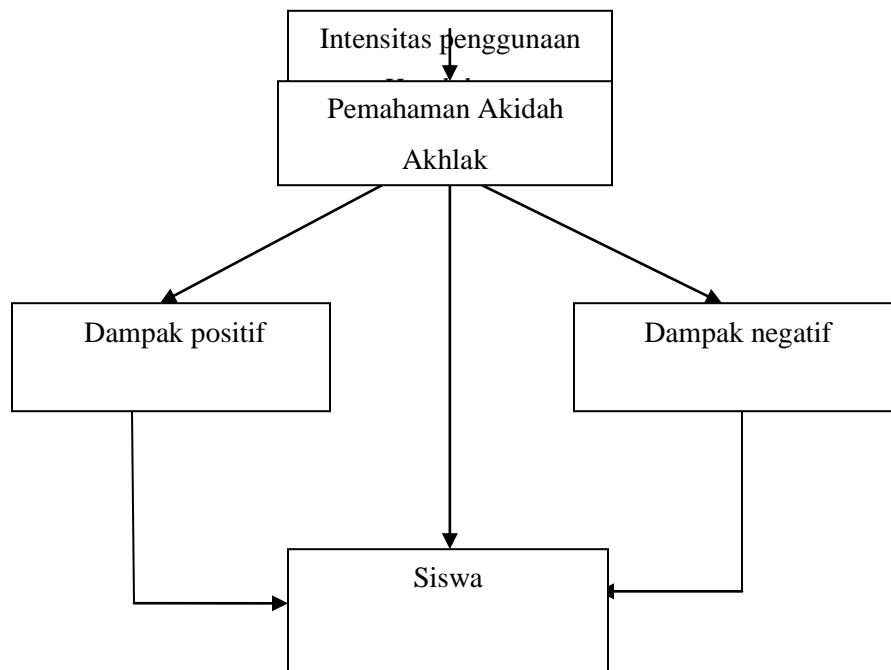 Intensitas penggunaan
Pemahaman Akidah
Akhlak
Dampak positif
Dampak negatif
Siswa